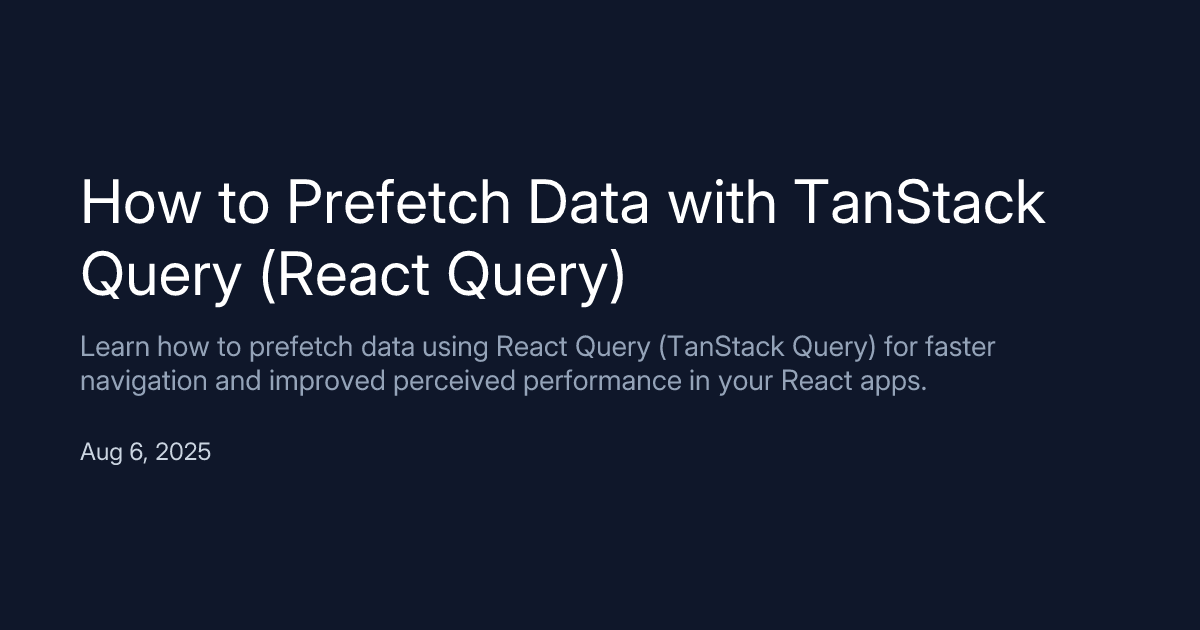 How to Prefetch Data with TanStack
Query (React Query)
Learn how to prefetch data using React Query (TanStack Query) for faster
navigation and improved perceived performance in your React apps.
Aug 6, 2025